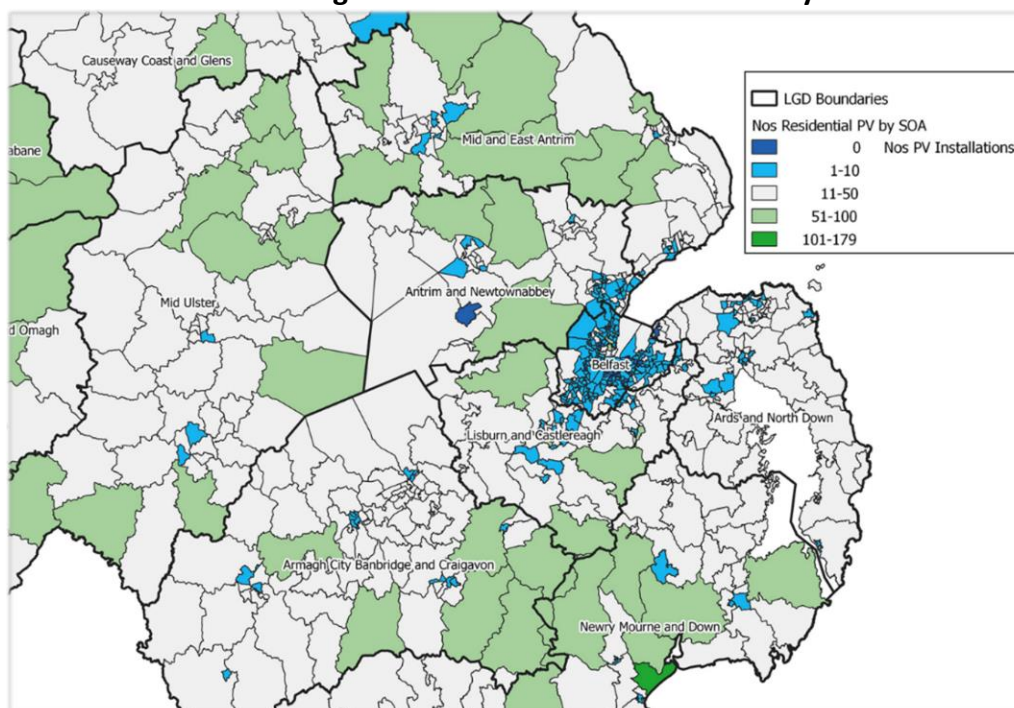 Causeway Coast and Glens
abane
Mid and East Antrim
Antrim and Newtownabbey
Mid Ulster
d Omagh
Belfast
Ards and North Down
Lisburn and Castlereagh
Armagh City Banbridge and Craigavon
Newry Mourne and Down
LGD Boundaries
Nos Residential PV by SOA
0 Nos PV Installations
1-10
11-50
51-100
101-179